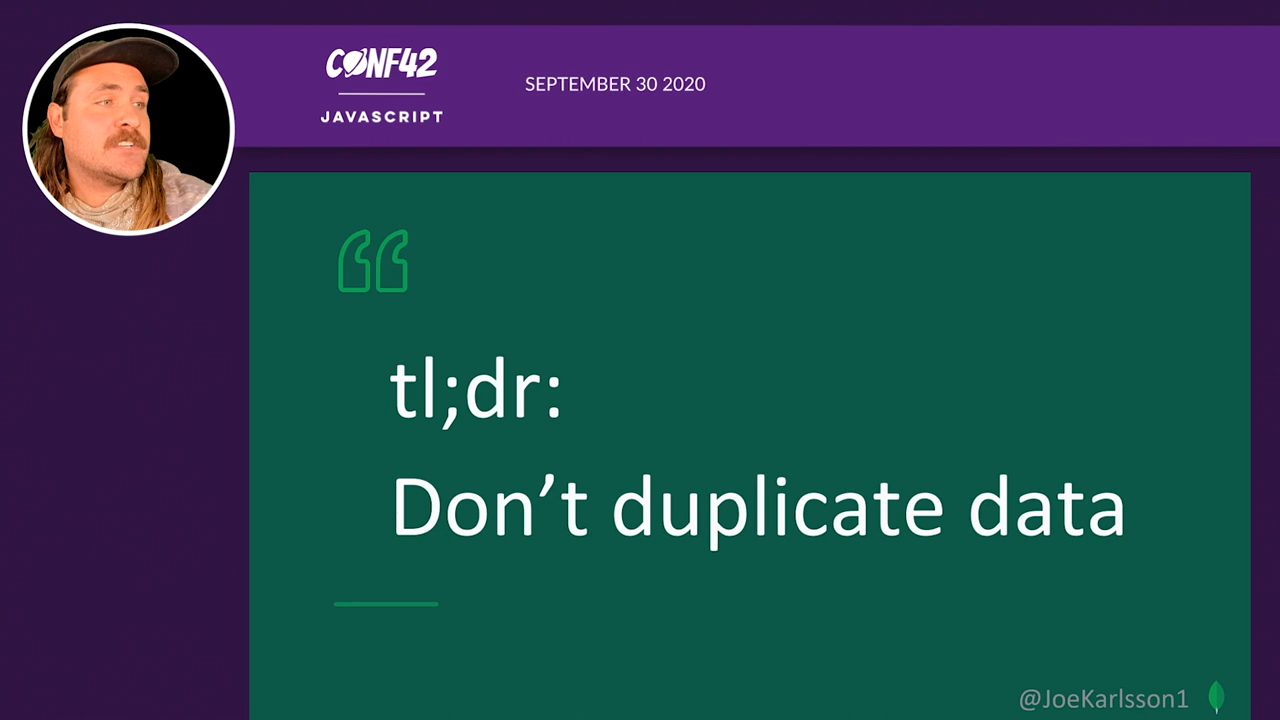 CONF42
JAVASCRIPT
SEPTEMBER 30 2020
tl;dr:
Don’t duplicate data
@JoeKarlsson1